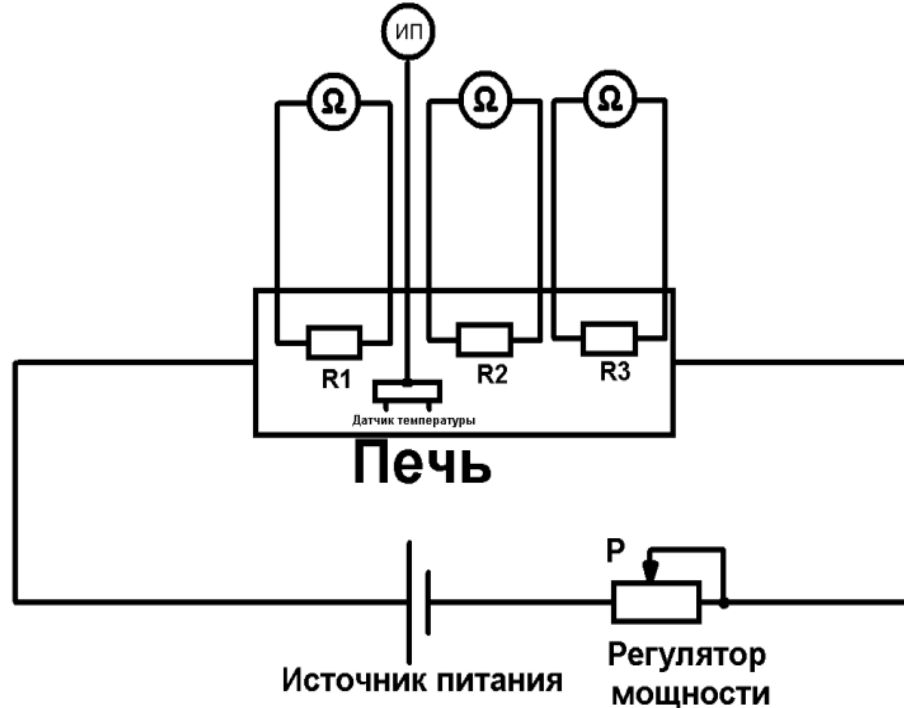 ИП
Ω Ω Ω
R1 R2 R3
Датчик температуры
Печь
P
Источник питания
Регулятор
мощности